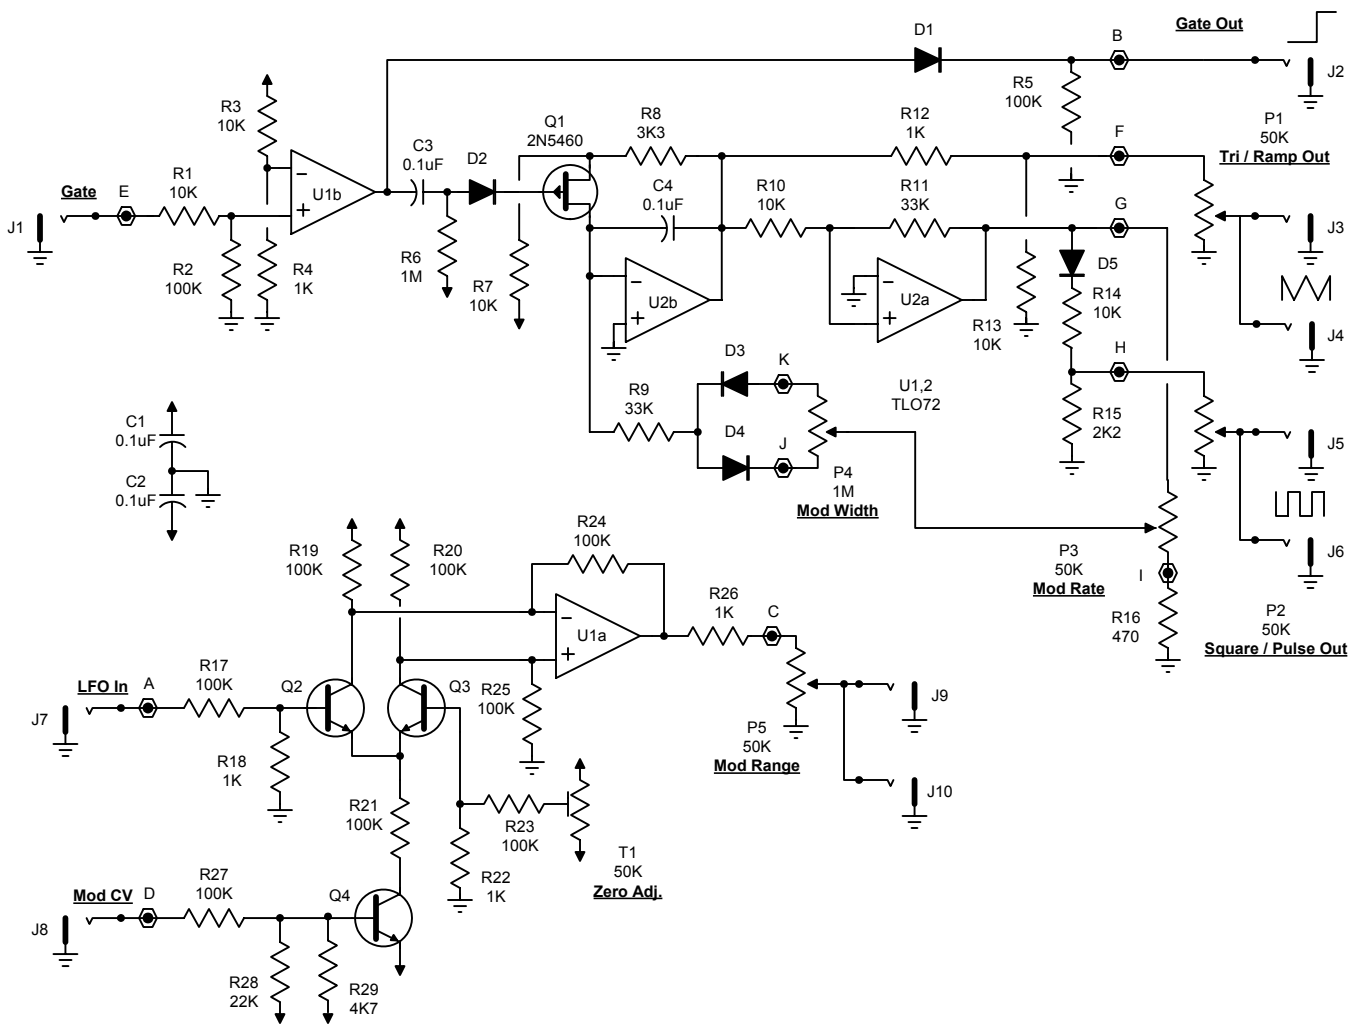 Gate Out
D1
B
J2
R5
100K
P1
50K
Tri / Ramp Out
R3
10K
Q1
2N5460
R8
3K3
R12
1K
F
C3
0.1uF
D2
Gate
E
R1
10K
−
+
U1b
C4
0.1uF
R10
10K
R11
33K
G
J1
J3
R2
100K
R4
1K
R6
1M
R7
10K
−
+
U2b
−
+
U2a
D5
R14
10K
R13
10K
J4
D3
K
H
R9
33K
U1,2
TLO72
D4
J
R15
2K2
J5
P4
1M
Mod Width
C1
0.1uF
C2
0.1uF
R19
100K
R20
100K
R24
100K
P3
50K
Mod Rate
I
J6
R26
1K
C
−
+
U1a
R16
470
P2
50K
Square / Pulse Out
LFO In
A
R17
100K
Q2
Q3
R25
100K
J7
J9
R18
1K
P5
50K
Mod Range
R21
100K
R23
100K
J10
T1
50K
Zero Adj.
R22
1K
Mod CV
D
R27
100K
Q4
J8
R28
22K
R29
4K7